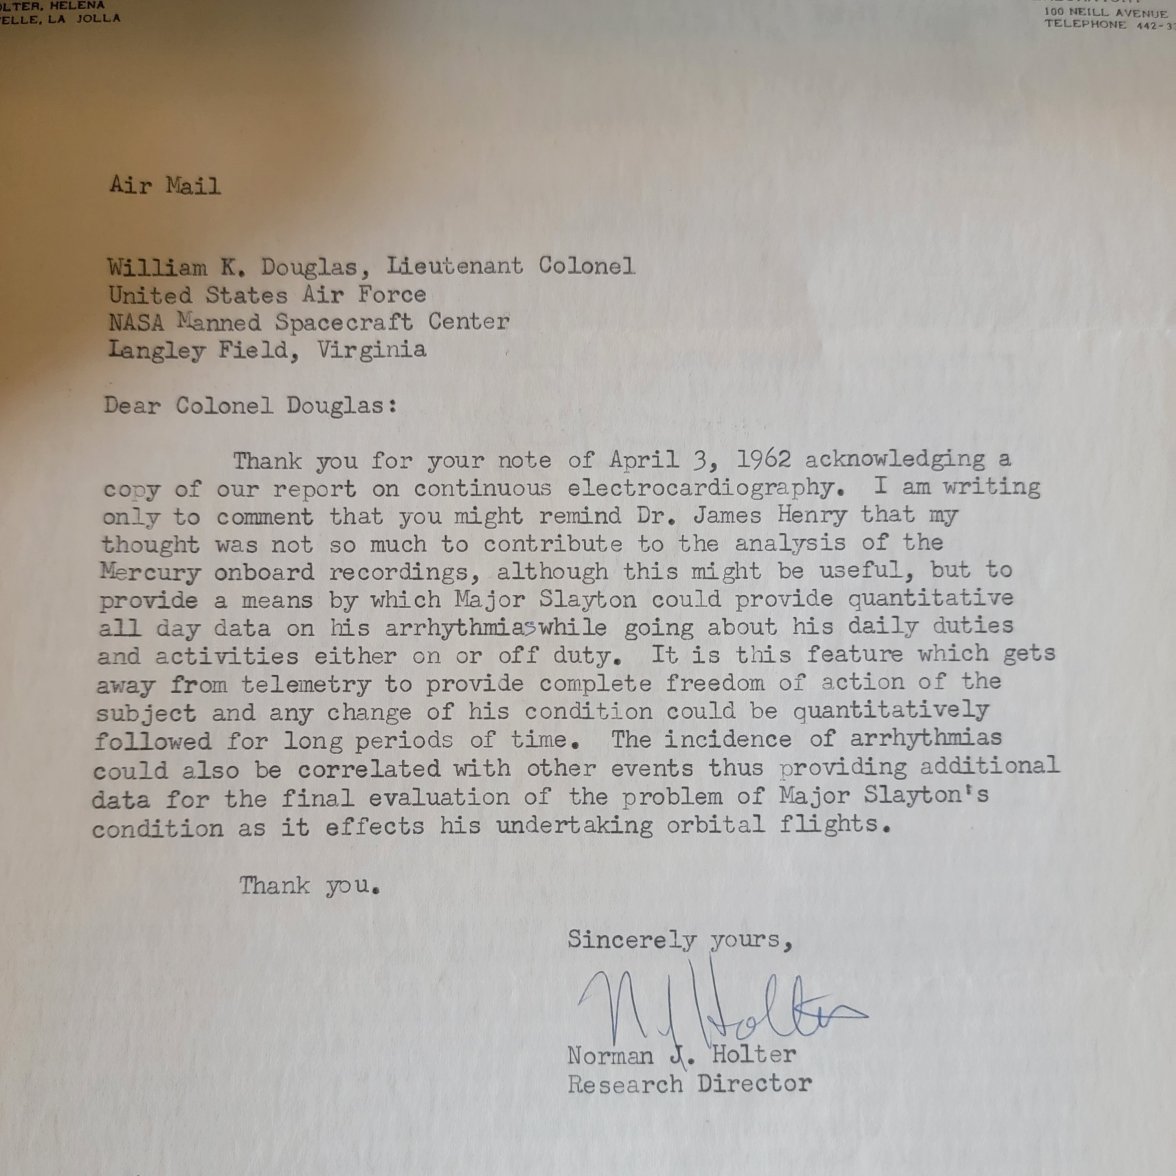 HOLTER, HELENA
ELLE, LA JOLLA
100 NEILL AVENUE
TELEPHONE 442-3
Air Mail
William K. Douglas, Lieutenant Colonel
United States Air Force
NASA Manned Spacecraft Center
Langley Field, Virginia
Dear Colonel Douglas:
Thank you for your note of April 3, 1962 acknowledging a
copy of our report on continuous electrocardiography. I am writing
only to comment that you might remind Dr. James Henry that my
thought was not so much to contribute to the analysis of the
Mercury onboard recordings, although this might be useful, but to
provide a means by which Major Slayton could provide quantitative
all day data on his arrhythmias while going about his daily duties
and activities either on or off duty. It is this feature which gets
away from telemetry to provide complete freedom of action of the
subject and any change of his condition could be quantitatively
followed for long periods of time. The incidence of arrhythmias
could also be correlated with other events thus providing additional
data for the final evaluation of the problem of Major Slayton's
condition as it effects his undertaking orbital flights.
Thank you.
Sincerely yours,
N J Holter
Norman J. Holter
Research Director